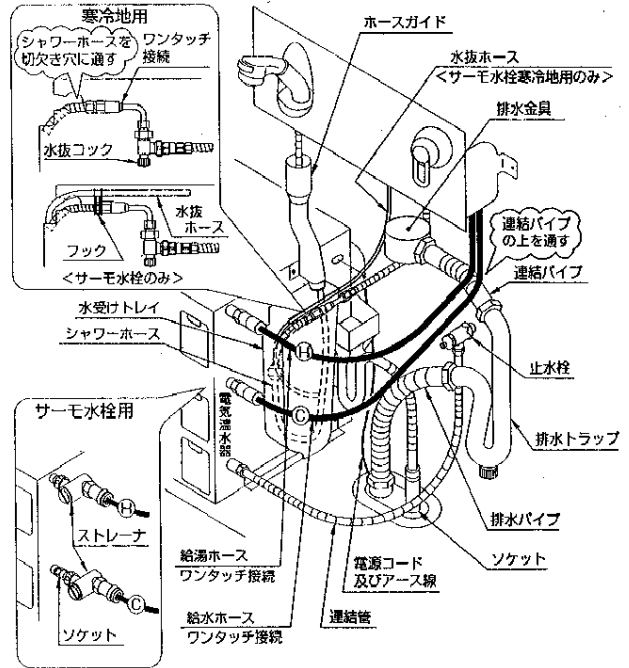 寒冷地用
シャワーホースを
切欠き穴に通す
ワンタッチ
接続
水抜コック
水抜
ホース
フック
<サーモ水栓のみ>
ホースガイド
水抜ホース
<サーモ水栓寒冷地用のみ>
排水金具
連結パイプ
の上を通す
連結パイプ
水受けトレイ
シャワーホース
H
止水栓
C
サーモ水栓用
電気温水器
排水トラップ
H
ストレーナ
C
ソケット
給湯ホース
ワンタッチ接続
給水ホース
ワンタッチ接続
電源コード
及びアース線
連結管
排水パイプ
ソケット